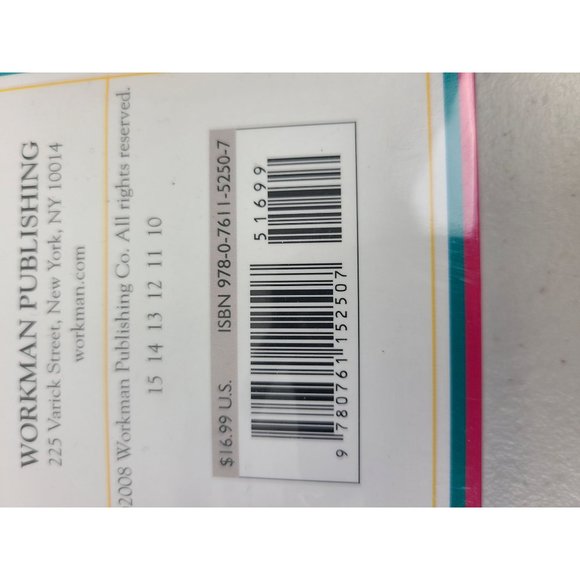 WORKMAN PUBLISHING
225 Varick Street, New York, NY 10014
workman.com
2008 Workman Publishing Co. All rights reserved.
15 14 13 12 11 10
$16.99 U.S. ISBN 978-0-7611-5250-7
9 780761 152507
51699